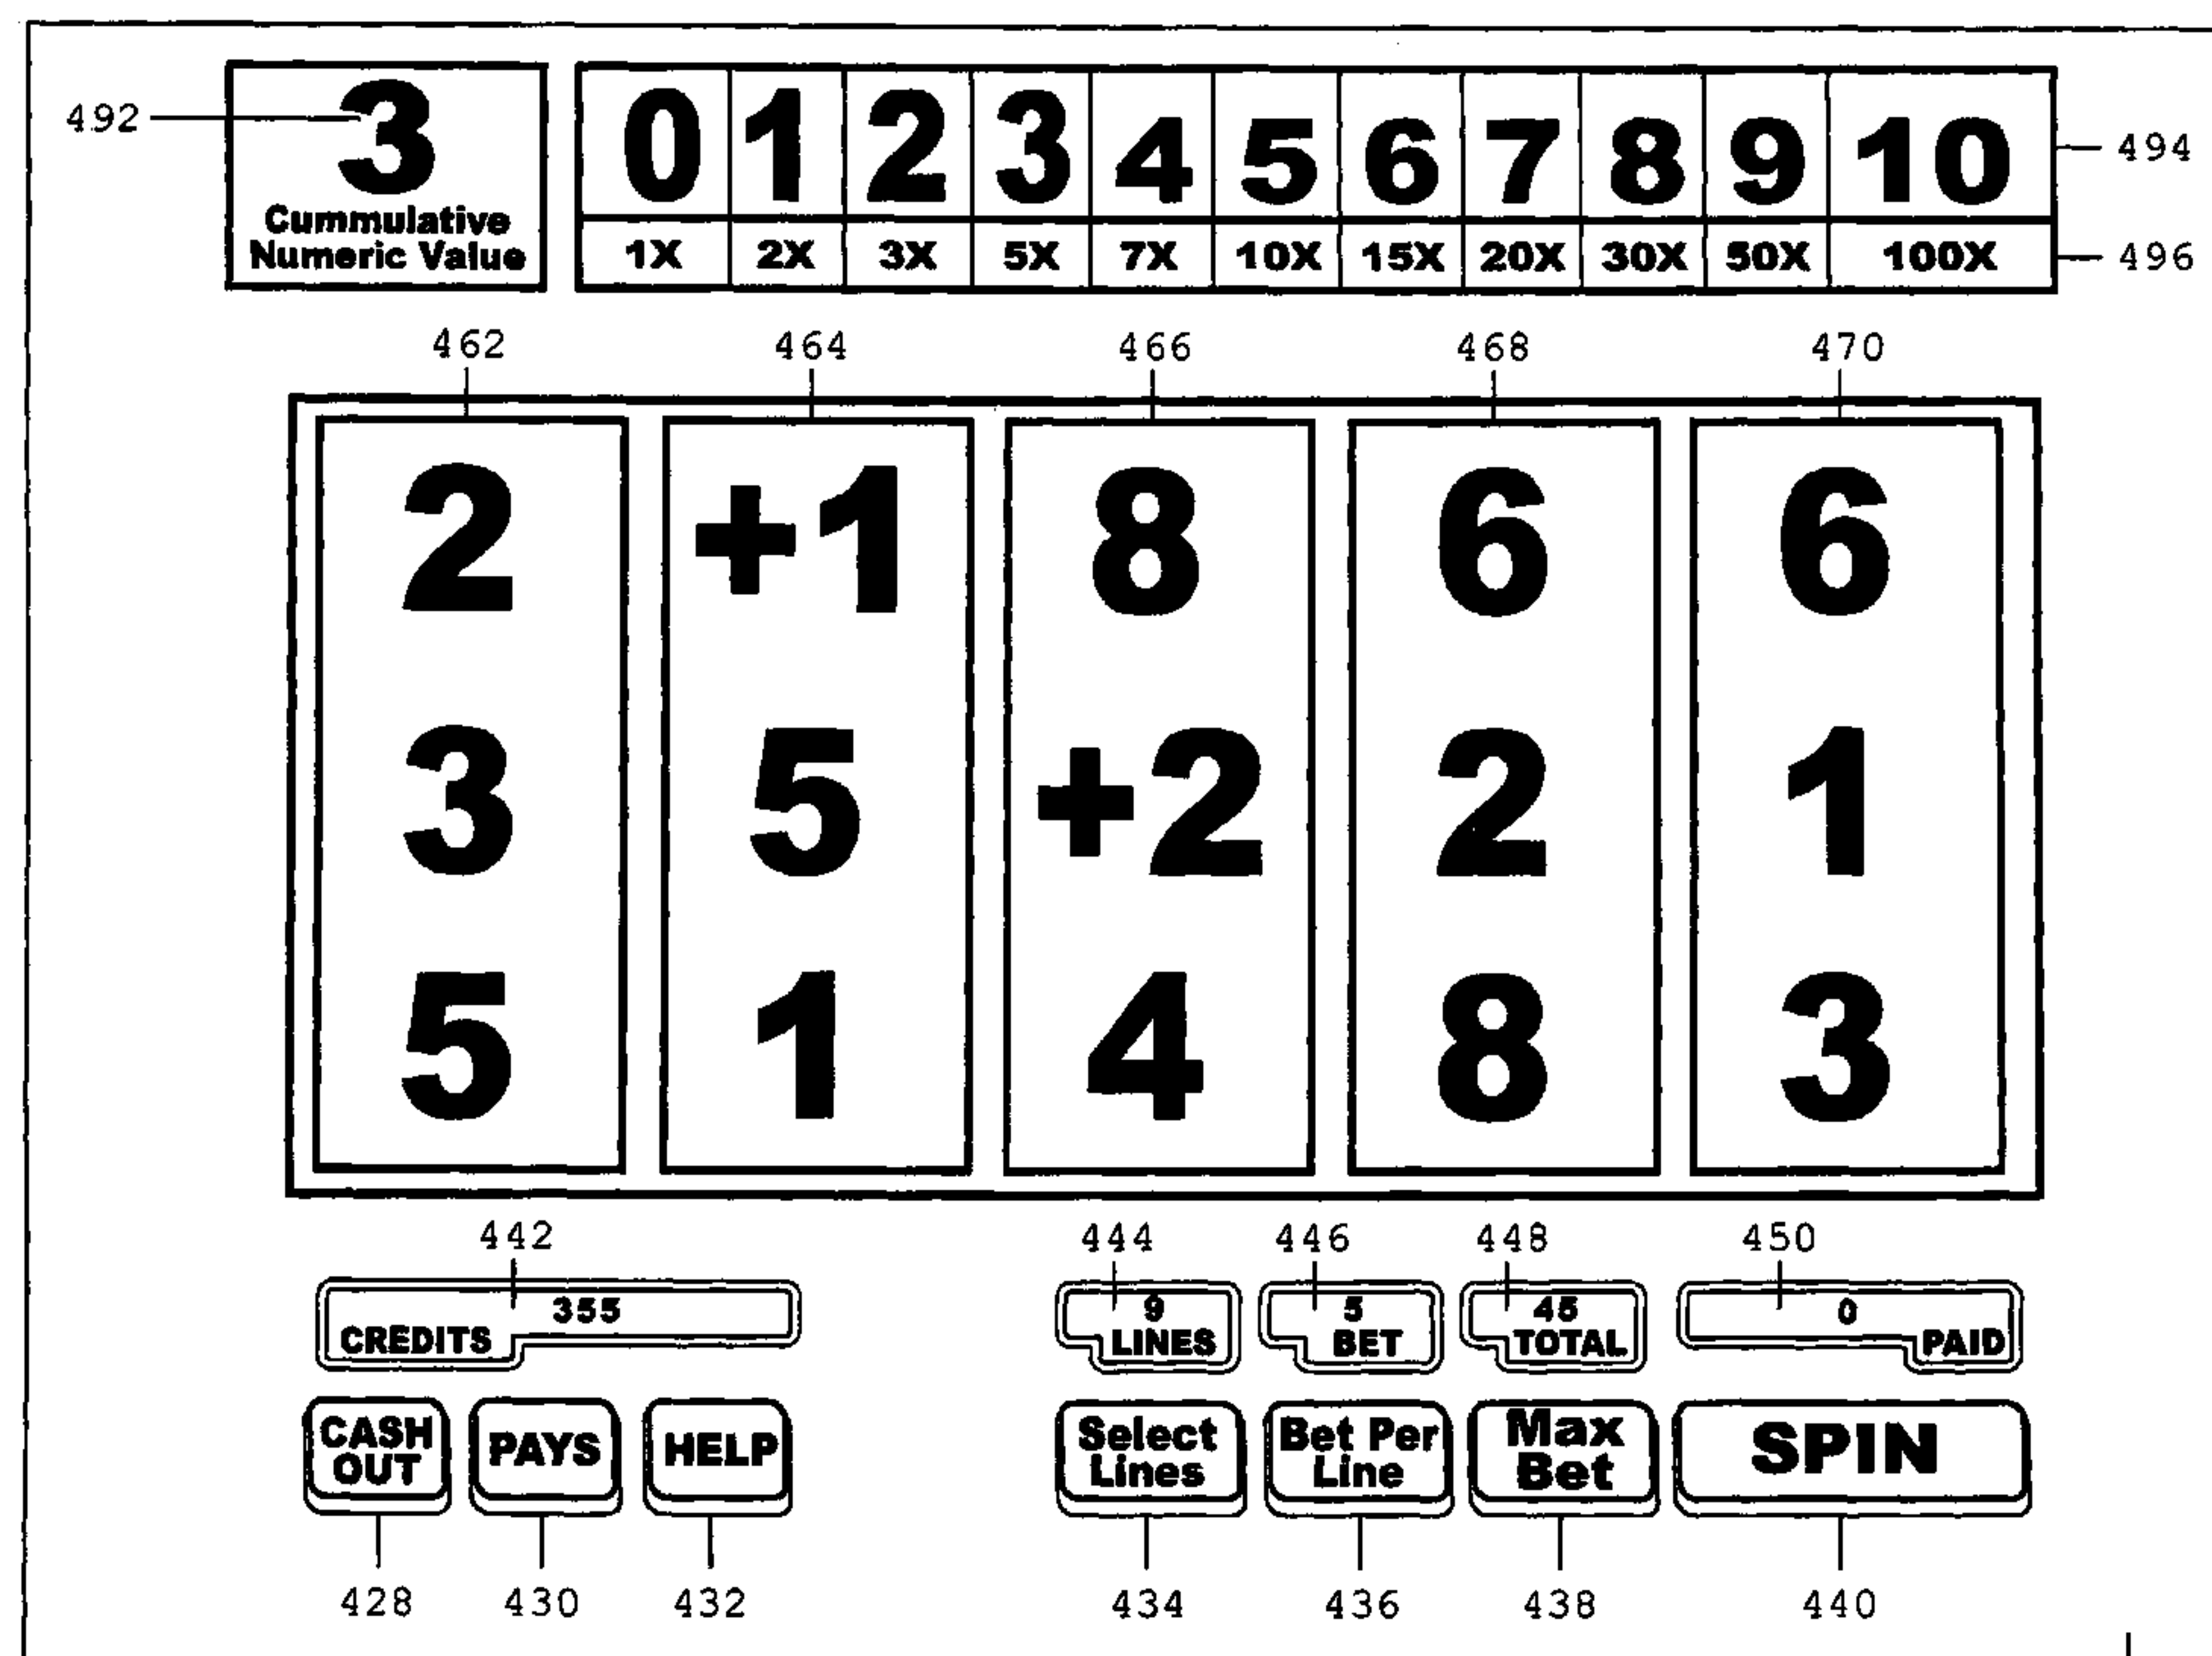 492 3 0 1 2 3 4 5 6 7 8 9 10 494
Cummulative
Numeric Value 1X 2X 3X 5X 7X 10X 15X 20X 30X 50X 100X 496
462 464 466 468 470
2 +1 8 6 6
3 5 +2 2 1
5 1 4 8 3
442 444 446 448 450
355 9 5 45 0
CREDITS LINES BET TOTAL PAID
CASH OUT PAYS HELP Select Lines Bet Per Line Max Bet SPIN
428 430 432 434 436 438 440